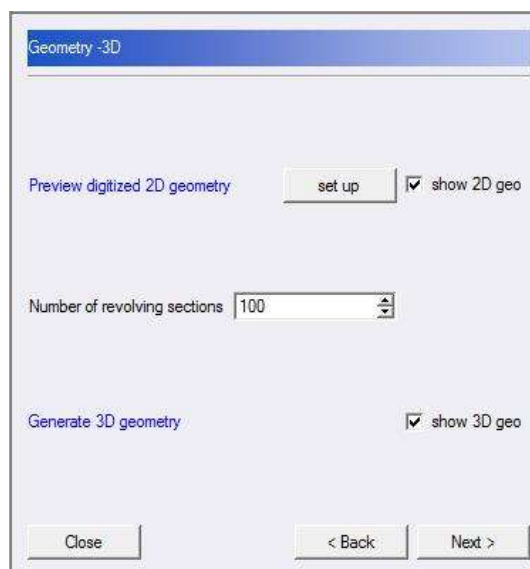 Geometry -3D
Preview digitized 2D geometry set up show 2D geo
Number of revolving sections 100
Generate 3D geometry show 3D geo
Close < Back Next >